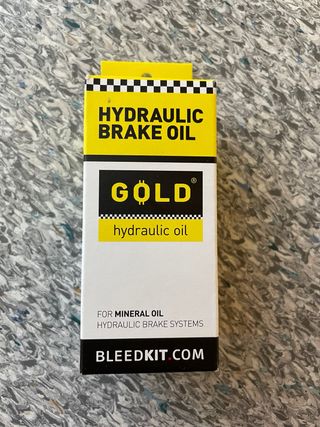 HYDRAULIC
BRAKE OIL
GOLD®
hydraulic oil
FOR MINERAL OIL
HYDRAULIC BRAKE SYSTEMS
BLEEDKIT.COM